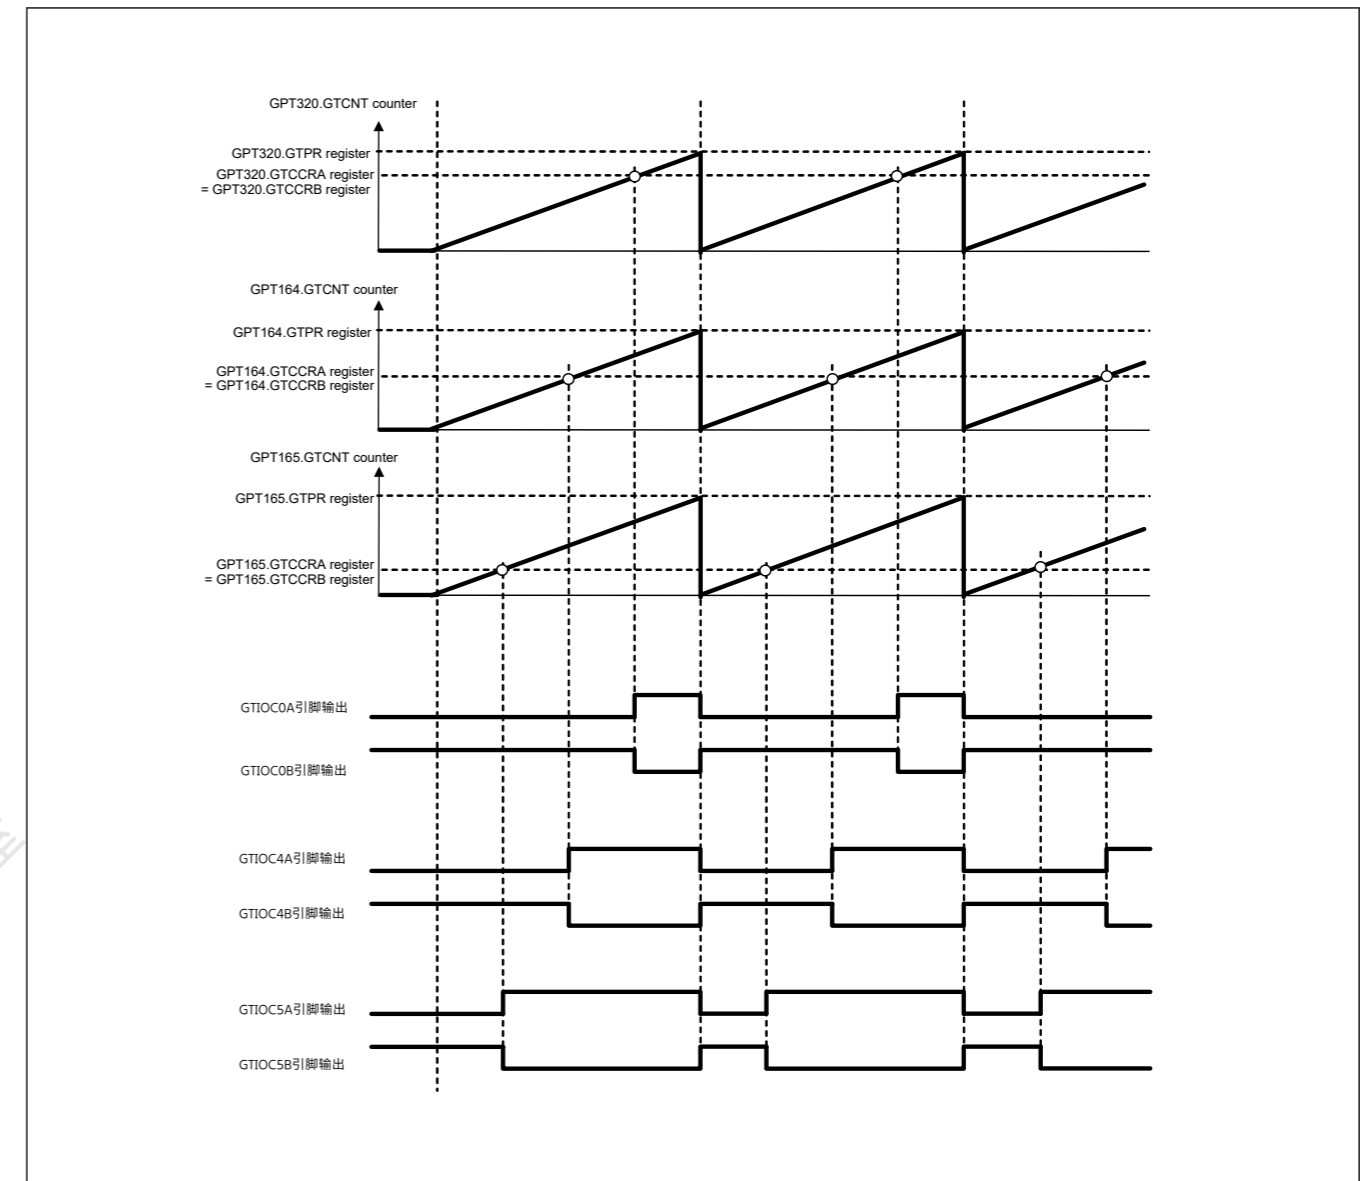 GPT320.GTCNT counter
GPT320.GTPR register
GPT320.GTCCRA register
= GPT320.GTCCRB register
GPT164.GTCNT counter
GPT164.GTPR register
GPT164.GTCCRA register
= GPT164.GTCCRB register
GPT165.GTCNT counter
GPT165.GTPR register
GPT165.GTCCRA register
= GPT165.GTCCRB register
GTIOC0A引脚输出
GTIOC0B引脚输出
GTIOC4A引脚输出
GTIOC4B引脚输出
GTIOC5A引脚输出
GTIOC5B引脚输出